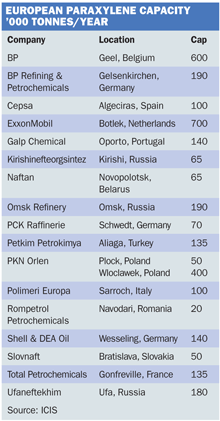 EUROPEAN PARAXYLENE CAPACITY
'000 TONNES/YEAR
Company Location Cap
BP Geel, Belgium 600
BP Refining & Gelsenkirchen, 190
Petrochemicals Germany
Cepsa Algeciras, Spain 100
ExxonMobil Botlek, Netherlands 700
Galp Chemical Oporto, Portugal 140
Kirishinefteorgsintez Kirishi, Russia 65
Naftan Novopolotsk, 65
Belarus
Omsk Refinery Omsk, Russia 190
PCK Raffinerie Schwedt, Germany 70
Petkim Petrokimya Aliaga, Turkey 135
PKN Orlen Plock, Poland 50
Wloclawek, Poland 400
Polimeri Europa Sarroch, Italy 100
Rompetrol Navodari, Romania 20
Petrochemicals
Shell & DEA Oil Wesseling, Germany 140
Slovnaft Bratislava, Slovakia 50
Total Petrochemicals Gonfreville, France 135
Ufaneftekhim Ufa, Russia 180
Source: ICIS